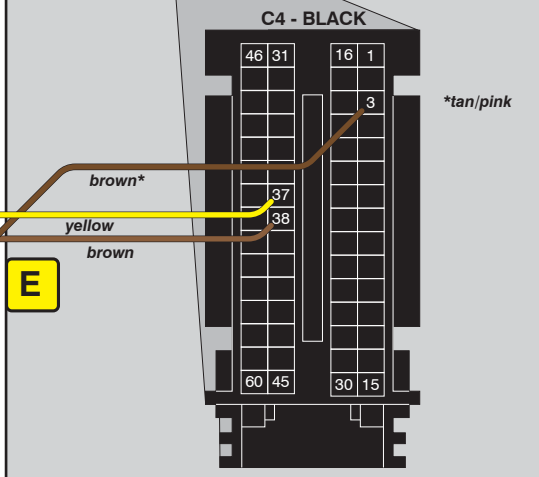 C4 - BLACK
46 31 16 1
3 *tan/pink
brown*
37
yellow 38
brown
E
60 45 30 15